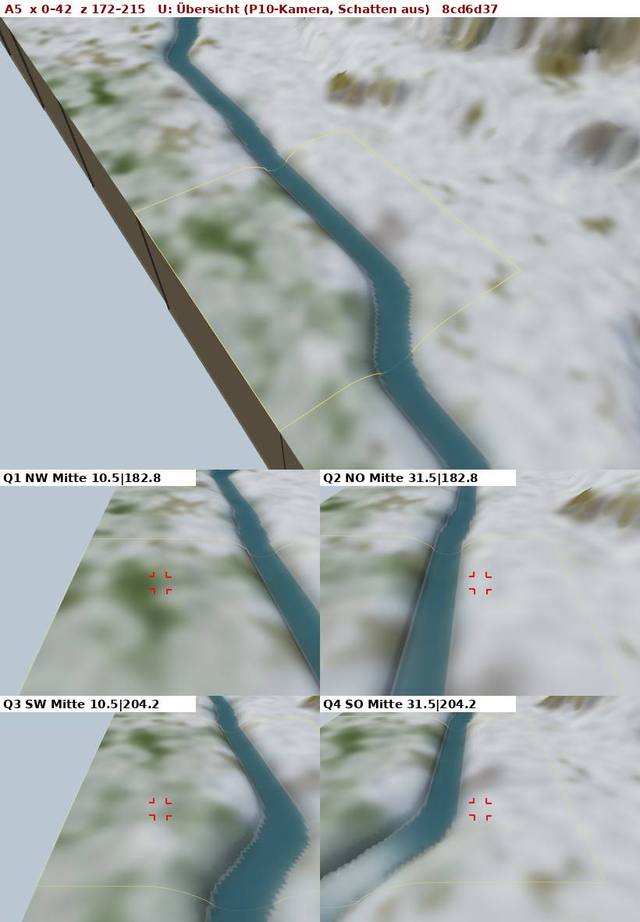 A5  x 0–42  z 172–215   U: Übersicht (P10-Kamera, Schatten aus)   8cd6d37
Q1 NW Mitte 10.5|182.8
Q2 NO Mitte 31.5|182.8
Q3 SW Mitte 10.5|204.2
Q4 SO Mitte 31.5|204.2